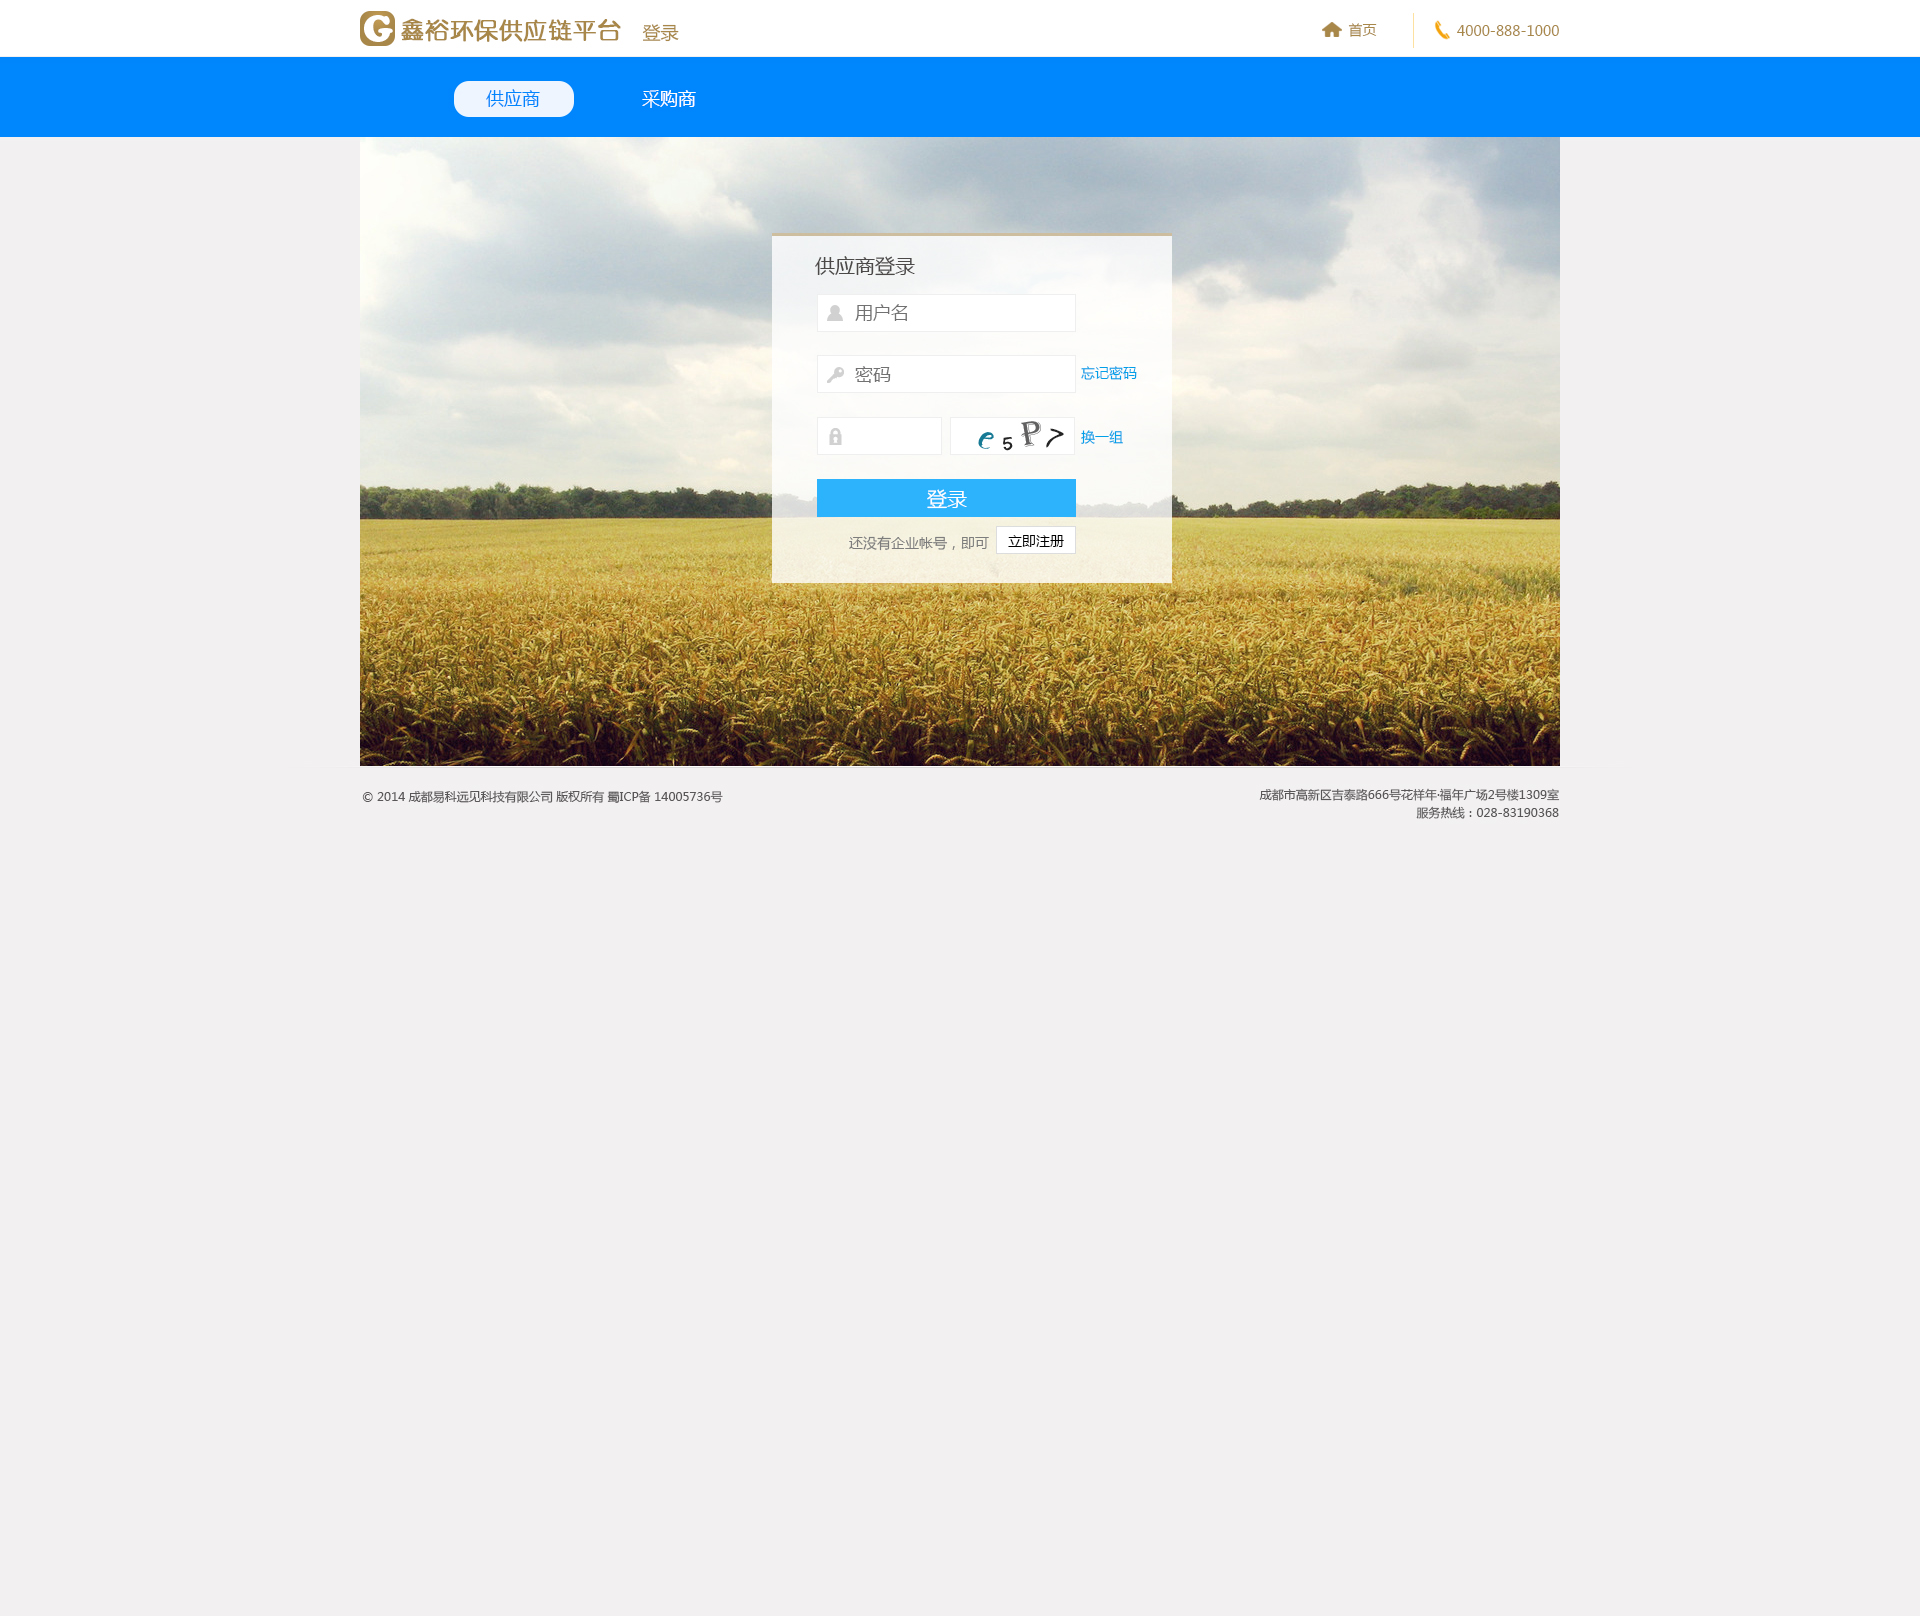 鑫裕环保供应链平台 登录 首页 4000-888-1000
供应商 采购商
供应商登录
用户名
密码 忘记密码
e5P7 换一组
登录
还没有企业帐号，即可 立即注册
© 2014 成都易科远见科技有限公司 版权所有 蜀ICP备 14005736号
成都市高新区吉泰路666号花样年·福年广场2号楼1309室
服务热线：028-83190368